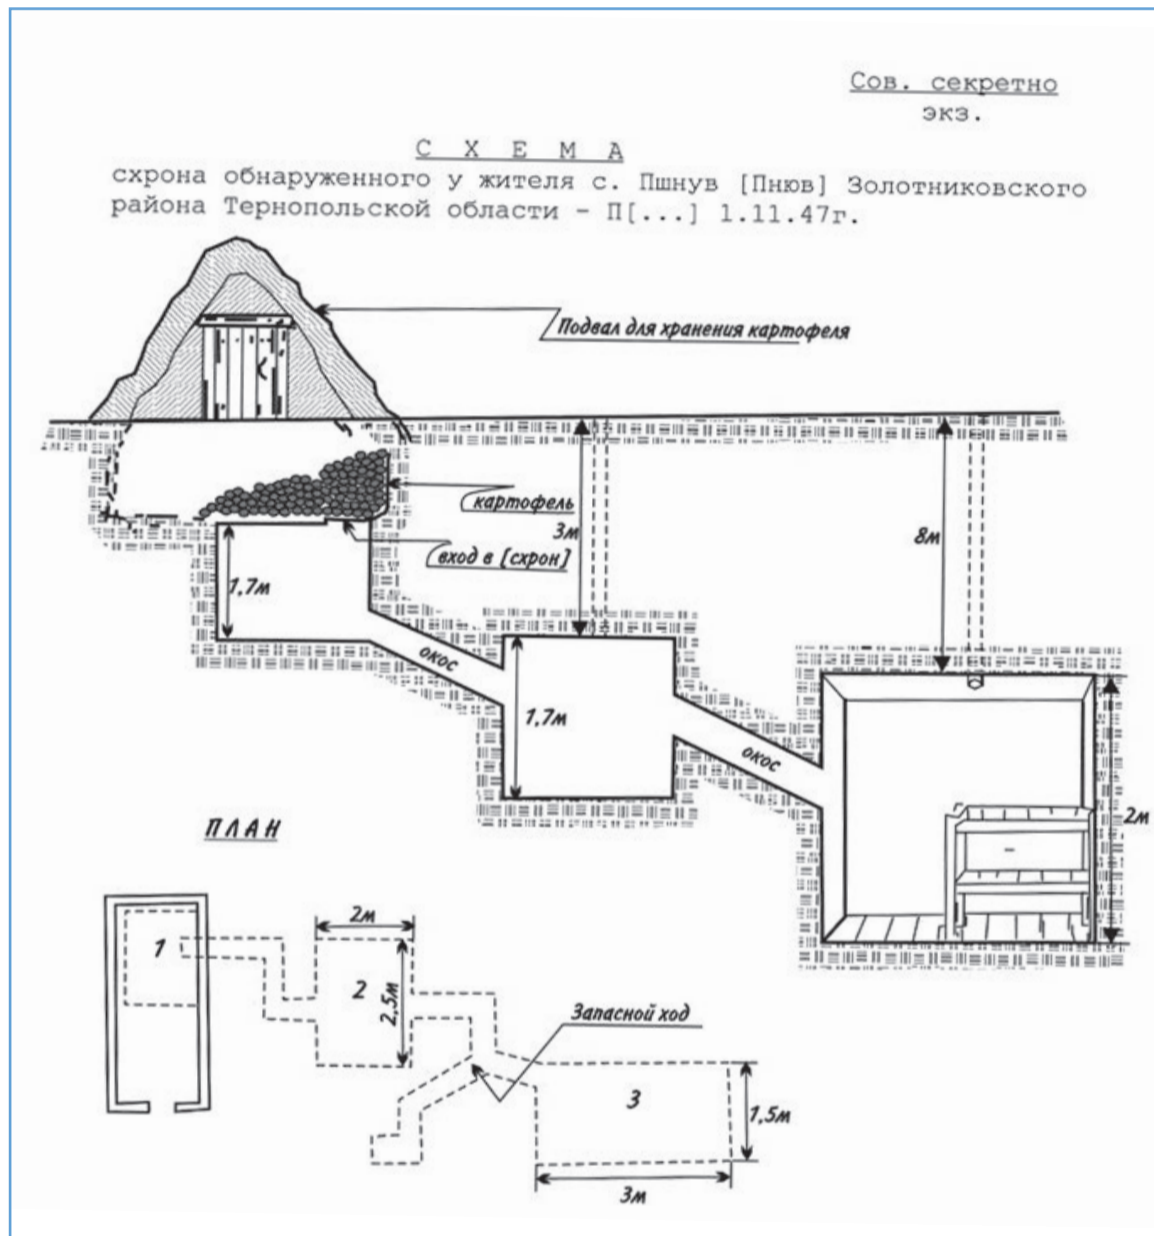 Сов. секретно
экз.
С Х Е М А
схрона обнаруженного у жителя с. Пшнув [Пнюв] Золотниковского
района Тернопольской области - П[...] 1.11.47г.
Подвал для хранения картофеля
картофель
вход в [схрон]
3м
8м
1,7м
окос
1,7м
окос
2м
ПЛАН
1
2м
2
2,5м
Запасной ход
3
1,5м
3м